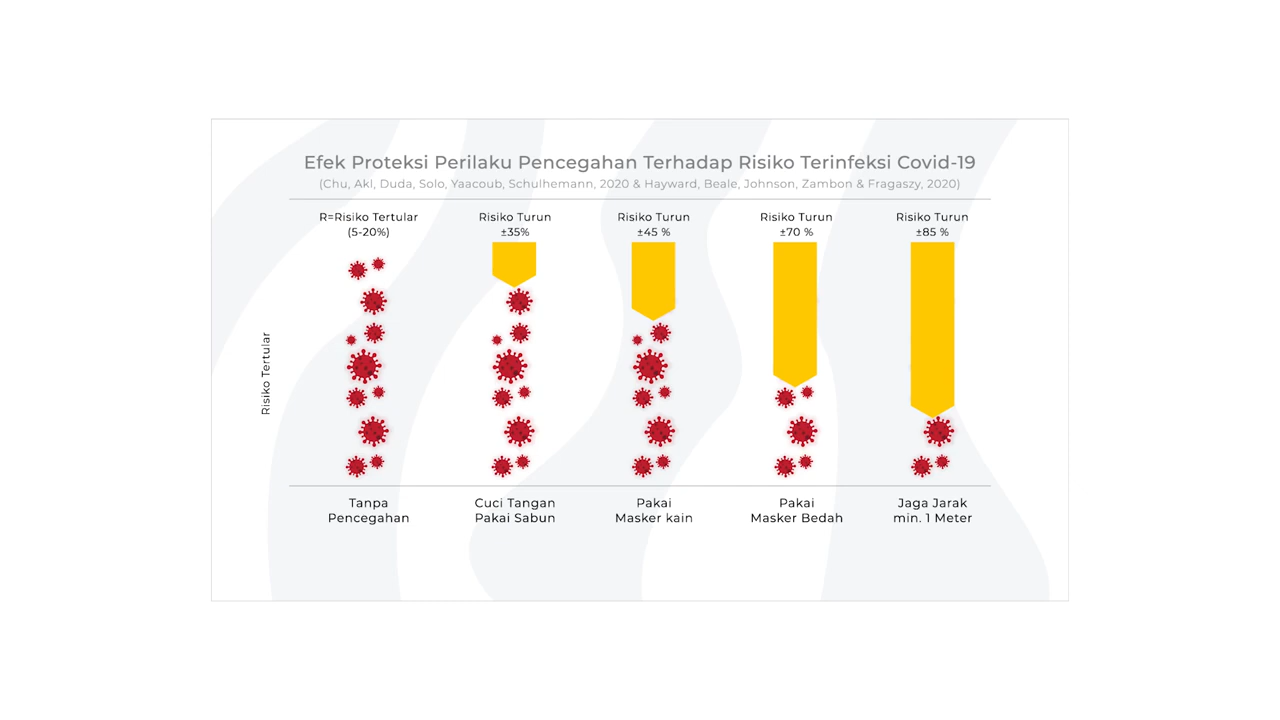 Efek Proteksi Perilaku Pencegahan Terhadap Risiko Terinfeksi Covid-19
(Chu, Akl, Duda, Solo, Yaacoub, Schulhemann, 2020 & Hayward, Beale, Johnson, Zambon & Fragaszy, 2020)
R=Risiko Tertular
(5-20%)
Risiko Turun
±35%
Risiko Turun
±45 %
Risiko Turun
±70 %
Risiko Turun
±85 %
Risiko Tertular
Tanpa
Pencegahan
Cuci Tangan
Pakai Sabun
Pakai
Masker kain
Pakai
Masker Bedah
Jaga Jarak
min. 1 Meter